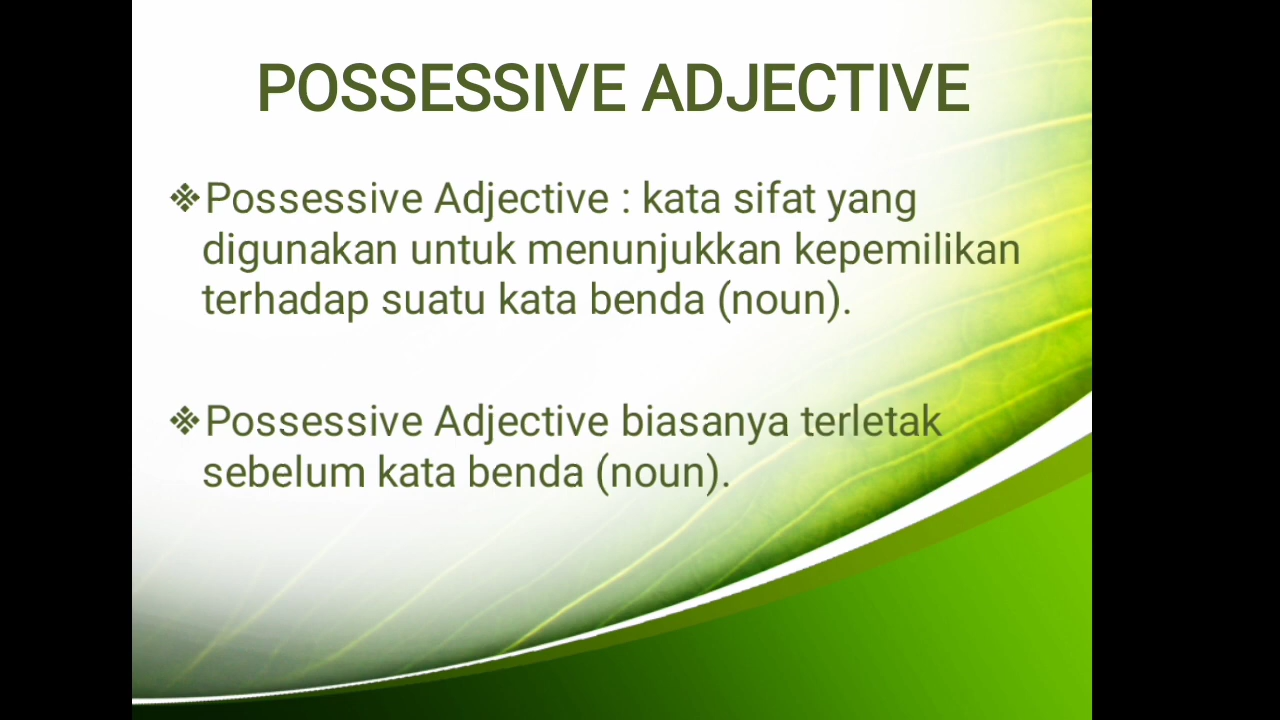 POSSESSIVE ADJECTIVE
❖Possessive Adjective : kata sifat yang
digunakan untuk menunjukkan kepemilikan
terhadap suatu kata benda (noun).
❖Possessive Adjective biasanya terletak
sebelum kata benda (noun).